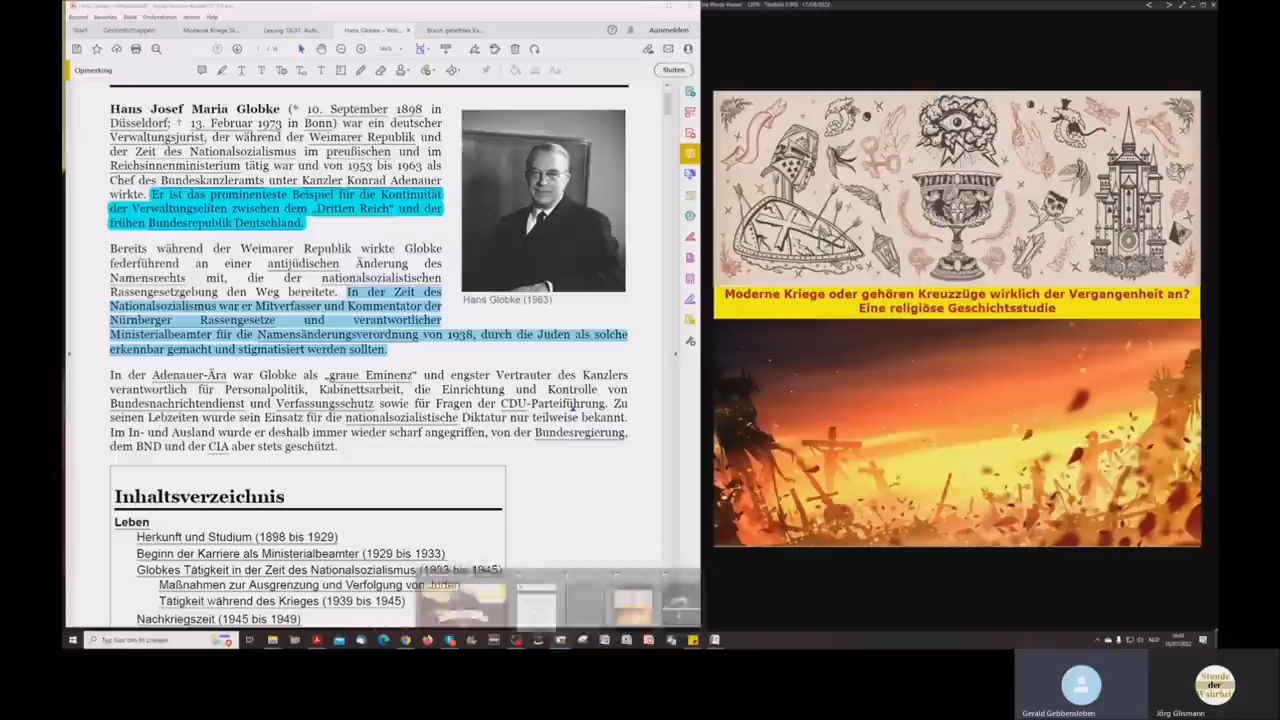 Start
Anmelden
Opmerking
Sluiten
Hans Josef Maria Globke (* 10. September 1898 in
Düsseldorf; † 13. Februar 1973 in Bonn) war ein deutscher
Verwaltungsjurist, der während der Weimarer Republik und
der Zeit des Nationalsozialismus im preußischen und im
Reichsinnenministerium tätig war und von 1953 bis 1963 als
Chef des Bundeskanzleramts unter Kanzler Konrad Adenauer
wirkte. Er ist das prominenteste Beispiel für die Kontinuität
der Verwaltungseliten zwischen dem „Dritten Reich“ und der
frühen Bundesrepublik Deutschland.
Hans Globke (1963)
Bereits während der Weimarer Republik wirkte Globke
federführend an einer antijüdischen Änderung des
Namensrechts mit, die der nationalsozialistischen
Rassengesetzgebung den Weg bereitete. In der Zeit des
Nationalsozialismus war er Mitverfasser und Kommentator der
Nürnberger Rassengesetze und verantwortlicher
Ministerialbeamter für die Namensänderungsverordnung von 1938, durch die Juden als solche
erkennbar gemacht und stigmatisiert werden sollten.
In der Adenauer-Ära war Globke als „graue Eminenz“ und engster Vertrauter des Kanzlers
verantwortlich für Personalpolitik, Kabinettsarbeit, die Einrichtung und Kontrolle von
Bundesnachrichtendienst und Verfassungsschutz sowie für Fragen der CDU-Parteiführung. Zu
seinen Lebzeiten wurde sein Einsatz für die nationalsozialistische Diktatur nur teilweise bekannt.
Im In- und Ausland wurde er deshalb immer wieder scharf angegriffen, von der Bundesregierung,
dem BND und der CIA aber stets geschützt.
Inhaltsverzeichnis
Leben
Herkunft und Studium (1898 bis 1929)
Beginn der Karriere als Ministerialbeamter (1929 bis 1933)
Globkes Tätigkeit in der Zeit des Nationalsozialismus (1933 bis 1945)
Maßnahmen zur Ausgrenzung und Verfolgung von Juden
Tätigkeit während des Krieges (1939 bis 1945)
Nachkriegszeit (1945 bis 1949)
Moderne Kriege oder gehören Kreuzzüge wirklich der Vergangenheit an?
Eine religiöse Geschichtsstudie
NLD
Gerald Gebbensleben
Stunde
der
Wahrheit
Jörg Glismann